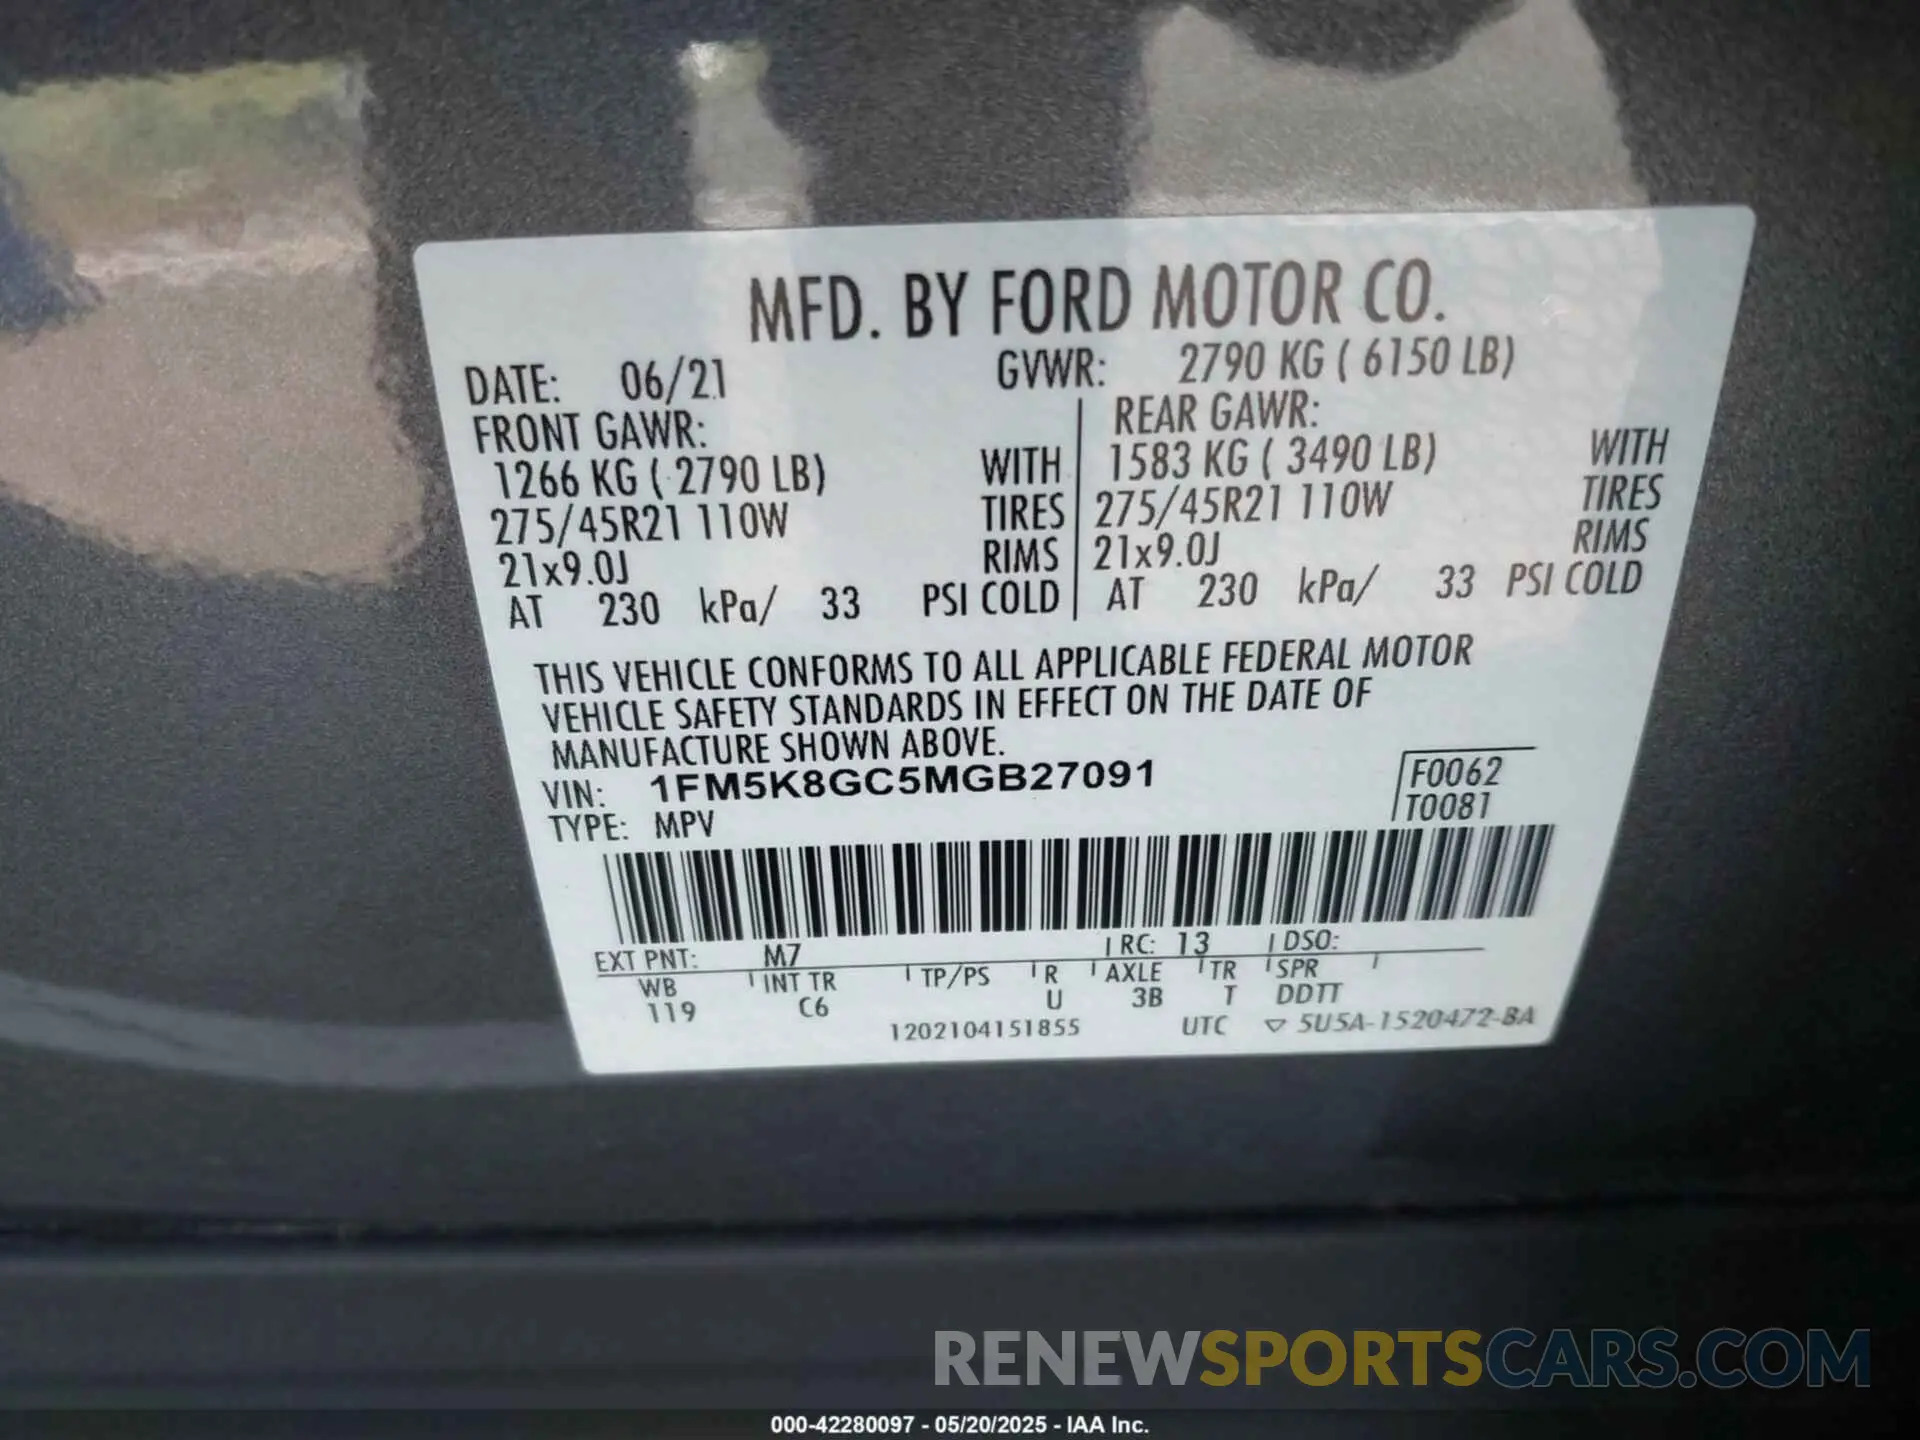 MFD. BY FORD MOTOR CO.
DATE: 06/21 GVWR: 2790 KG ( 6150 LB)
FRONT GAWR: REAR GAWR:
1266 KG ( 2790 LB) WITH 1583 KG ( 3490 LB) WITH
275/45R21 110W TIRES 275/45R21 110W TIRES
21x9.0J RIMS 21x9.0J RIMS
AT 230 kPa/ 33 PSI COLD AT 230 kPa/ 33 PSI COLD
THIS VEHICLE CONFORMS TO ALL APPLICABLE FEDERAL MOTOR
VEHICLE SAFETY STANDARDS IN EFFECT ON THE DATE OF
MANUFACTURE SHOWN ABOVE.
VIN: 1FM5K8GC5MGB27091 F0062
TYPE: MPV T0081
EXT PNT: M7 RC: 13 DSO:
WB INT TR TP/PS R AXLE TR SPR
119 C6 U 3B T DDTT
1202104151855 UTC ▽ 5U5A-1520472-BA
RENEWSPORTSCARS.COM
000-42280097 - 05/20/2025 - IAA Inc.